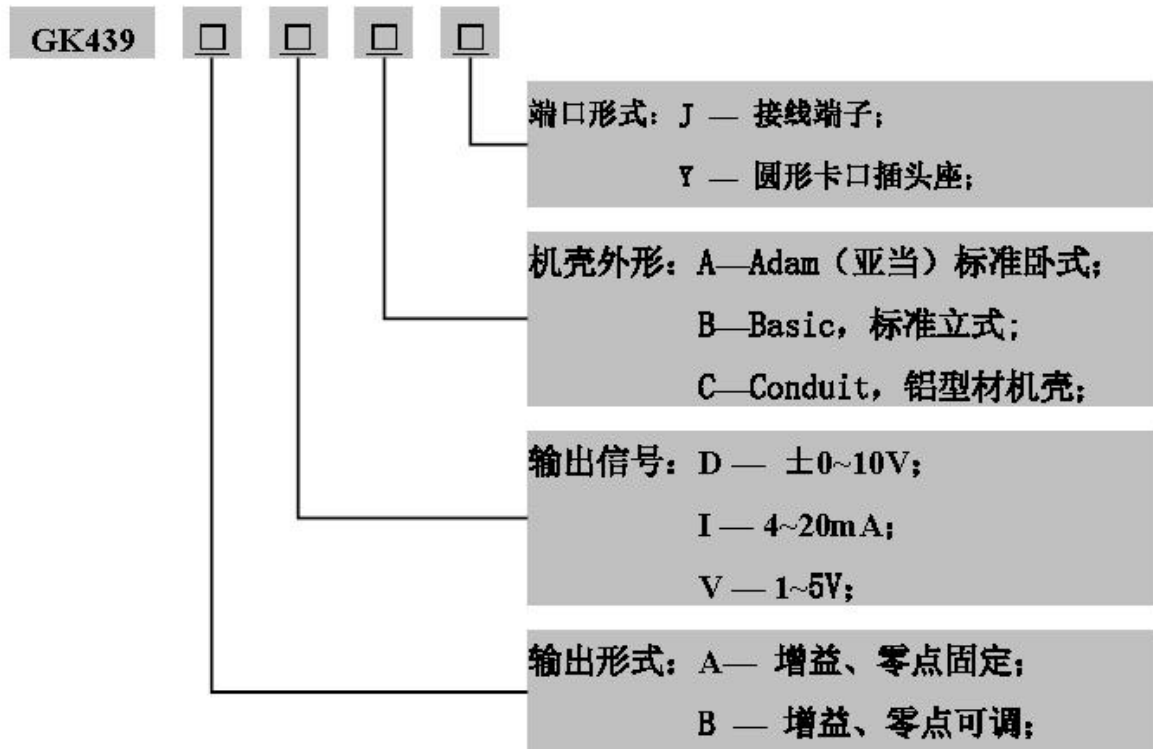 GK439 □ □ □ □
端口形式：J — 接线端子；
Y — 圆形卡口插头座；
机壳外形：A—Adam（亚当）标准卧式；
B—Basic，标准立式；
C—Conduit，铝型材机壳；
输出信号：D — ±0~10V；
I — 4~20mA；
V — 1~5V；
输出形式：A— 增益、零点固定；
B — 增益、零点可调；